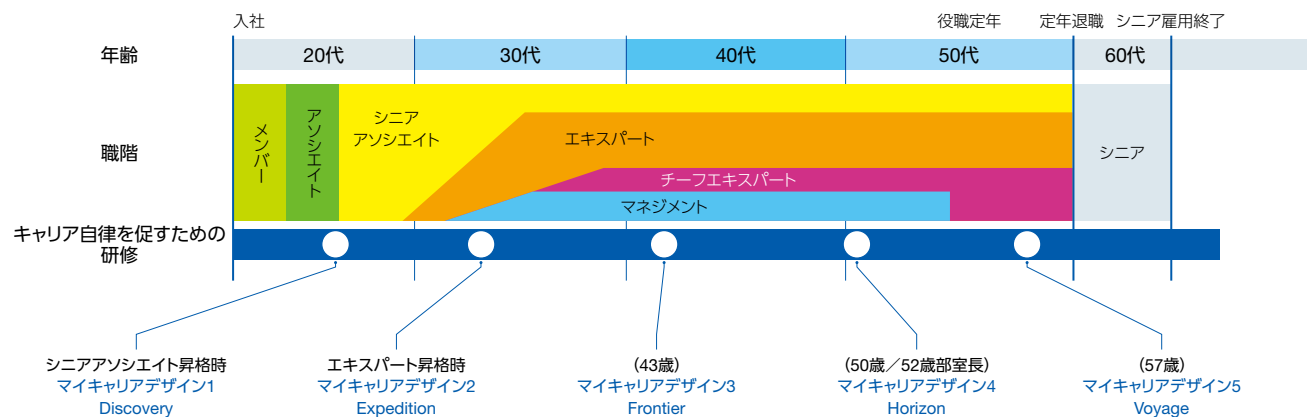 入社
役職定年
定年退職
シニア雇用終了
年齢
20代
30代
40代
50代
60代
職階
メンバー
アソシエイト
シニア
アソシエイト
エキスパート
チーフエキスパート
マネジメント
シニア
キャリア自律を促すための
研修
シニアアソシエイト昇格時
マイキャリアデザイン1
Discovery
エキスパート昇格時
マイキャリアデザイン2
Expedition
(43歳)
マイキャリアデザイン3
Frontier
(50歳／52歳部室長)
マイキャリアデザイン4
Horizon
(57歳)
マイキャリアデザイン5
Voyage